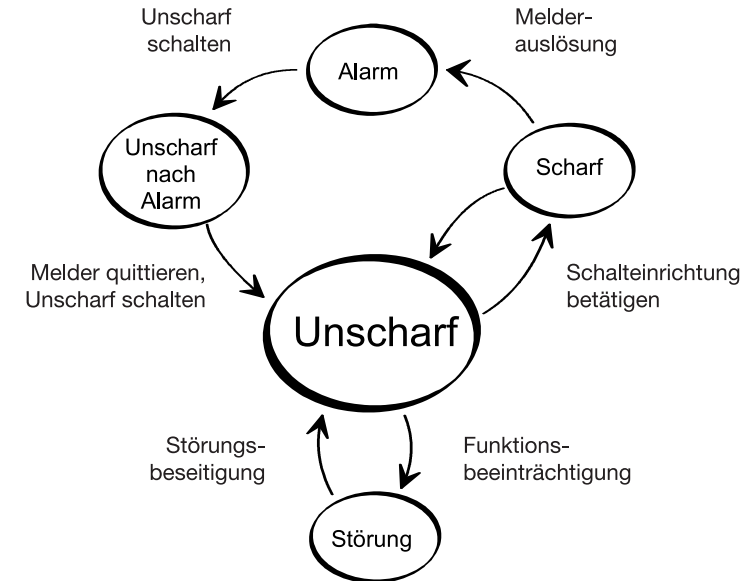 Unscharf
schalten
Alarm
Melder-
auslösung
Unscharf
nach
Alarm
Scharf
Melder quittieren,
Unscharf schalten
Unscharf
Schalteinrichtung
betätigen
Störungs-
beseitigung
Funktions-
beeinträchtigung
Störung